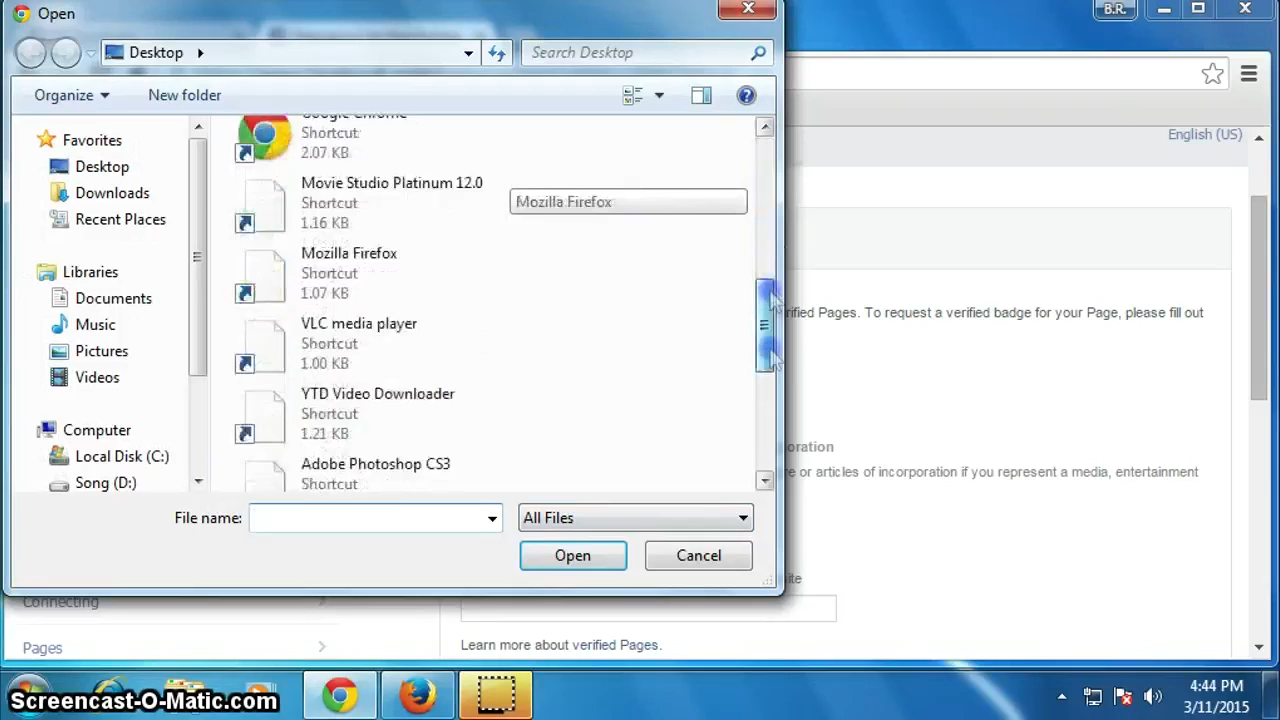 Open
B.R.
Desktop
Search Desktop
Organize
New folder
English (US)
Favorites
Desktop
Downloads
Recent Places
Libraries
Documents
Music
Pictures
Videos
Computer
Local Disk (C:)
Song (D:)
Google Chrome
Shortcut
2.07 KB
Movie Studio Platinum 12.0
Shortcut
1.16 KB
Mozilla Firefox
Mozilla Firefox
Shortcut
1.07 KB
VLC media player
Shortcut
1.00 KB
YTD Video Downloader
Shortcut
1.21 KB
Adobe Photoshop CS3
Shortcut
rified Pages. To request a verified badge for your Page, please fill out
oration
re or articles of incorporation if you represent a media, entertainment
File name:
All Files
Open
Cancel
ite
Connecting
Pages
Learn more about verified Pages.
Screencast-O-Matic.com
4:44 PM
3/11/2015